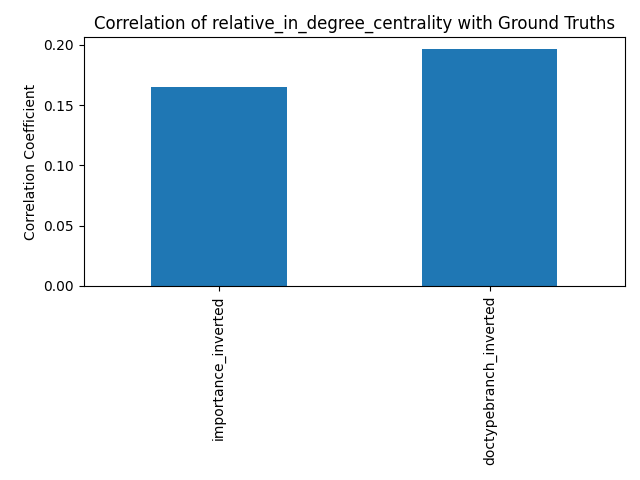 Correlation of relative_in_degree_centrality with Ground Truths
Correlation Coefficient
0.20
0.15
0.10
0.05
0.00
importance_inverted
doctypebranch_inverted